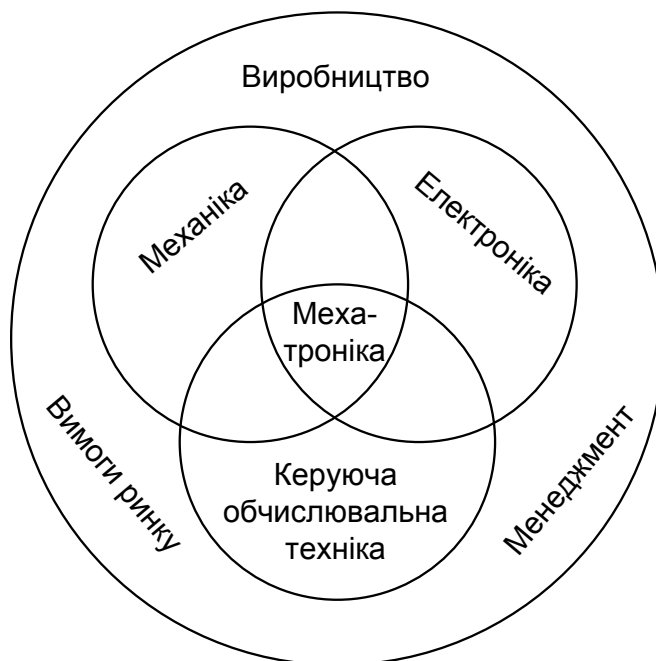 Виробництво
Механіка
Електроніка
Меха-
троніка
Вимоги ринку
Керуюча
обчислювальна
техніка
Менеджмент